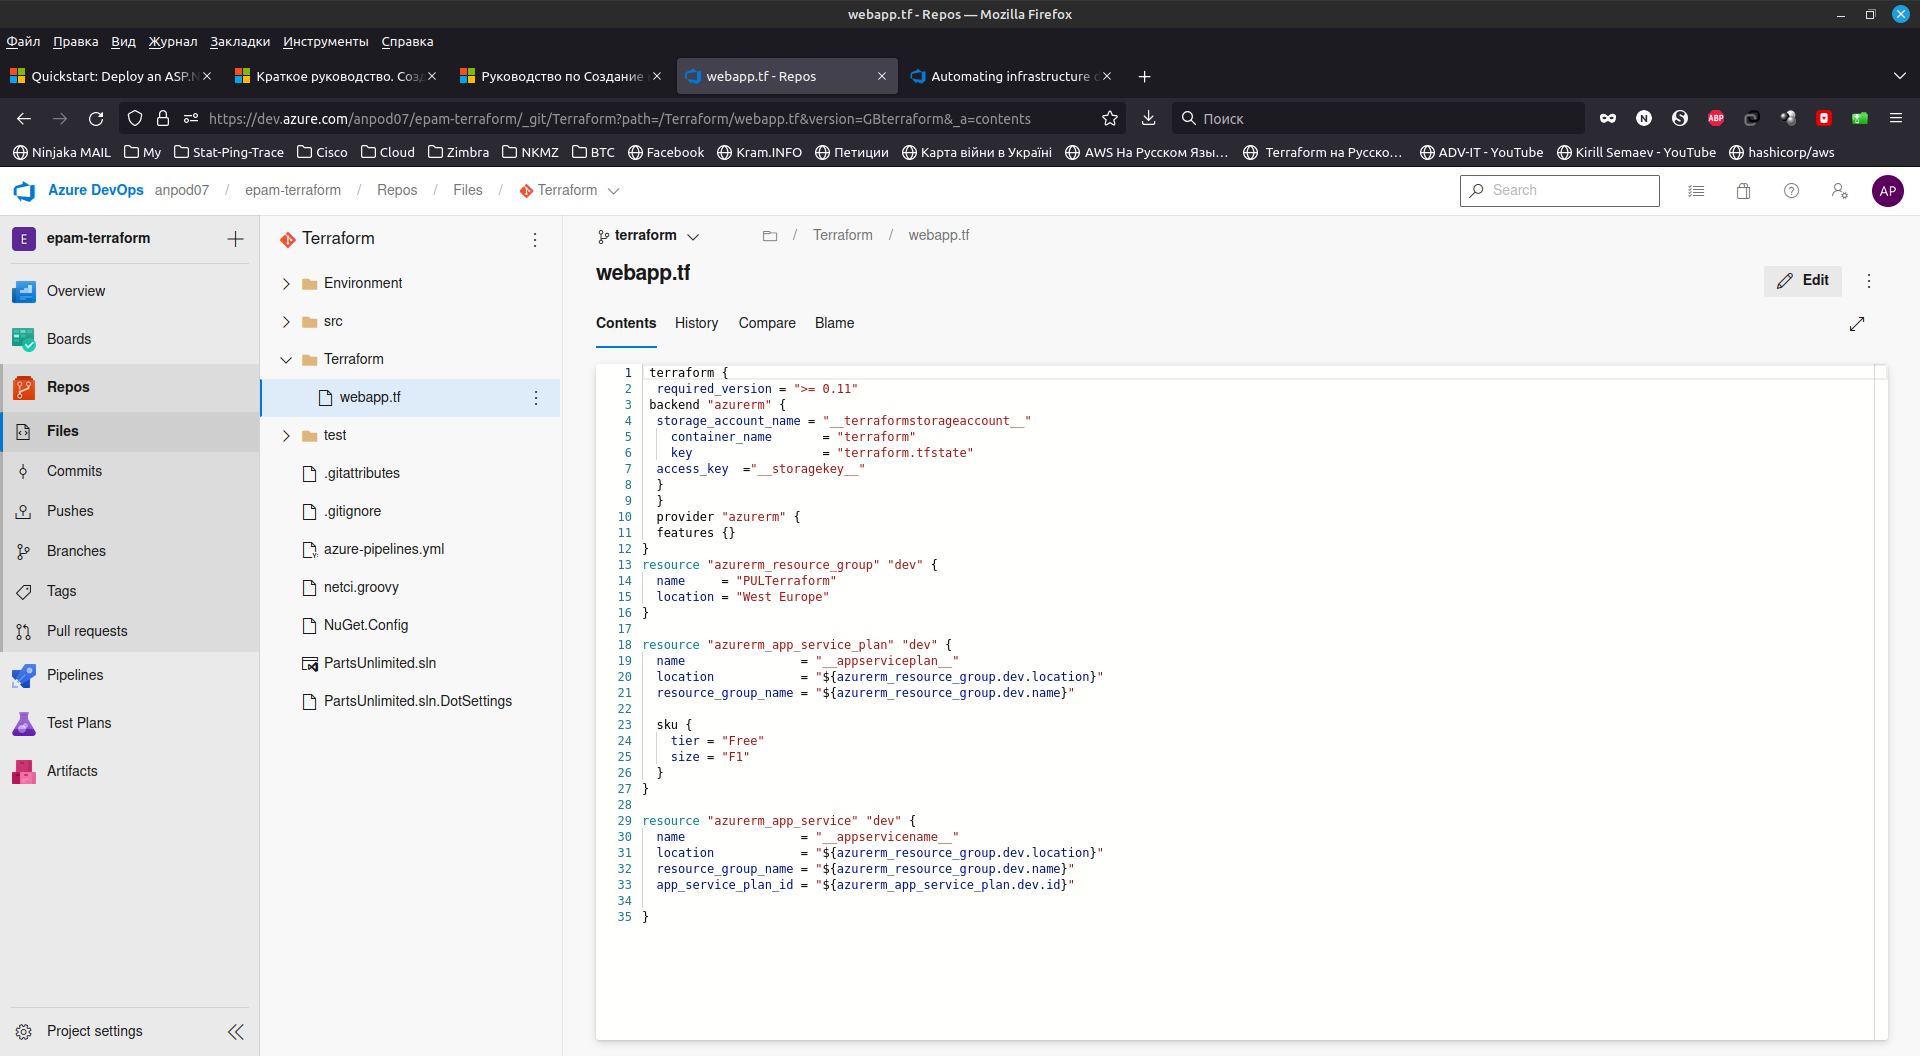 webapp.tf - Repos — Mozilla Firefox
Файл Правка Вид Журнал Закладки Инструменты Справка
Quickstart: Deploy an ASP.N
Краткое руководство. Соз
Руководство по Создание
webapp.tf - Repos
Automating infrastructure d
https://dev.azure.com/anpod07/epam-terraform/_git/Terraform?path=/Terraform/webapp.tf&version=GBterraform&_a=contents
Поиск
N S ABP
Ninjaka MAIL My Stat-Ping-Trace Cisco Cloud Zimbra NKMZ BTC Facebook Kram.INFO Петиции Карта війни в Україні AWS На Русском Язы… Terraform на Русско… ADV-IT - YouTube Kirill Semaev - YouTube hashicorp/aws
Azure DevOps anpod07 / epam-terraform / Repos / Files / Terraform
Search
AP
E epam-terraform
Overview
Boards
Repos
Files
Commits
Pushes
Branches
Tags
Pull requests
Pipelines
Test Plans
Artifacts
Project settings
Terraform
Environment
src
Terraform
webapp.tf
test
.gitattributes
.gitignore
azure-pipelines.yml
netci.groovy
NuGet.Config
PartsUnlimited.sln
PartsUnlimited.sln.DotSettings
terraform / Terraform / webapp.tf
webapp.tf
Edit
Contents History Compare Blame
1 terraform {
2 required_version = ">= 0.11"
3 backend "azurerm" {
4 storage_account_name = "__terraformstorageaccount__"
5 container_name = "terraform"
6 key = "terraform.tfstate"
7 access_key ="__storagekey__"
8 }
9 }
10 provider "azurerm" {
11 features {}
12 }
13 resource "azurerm_resource_group" "dev" {
14 name = "PULTerraform"
15 location = "West Europe"
16 }
17
18 resource "azurerm_app_service_plan" "dev" {
19 name = "__appserviceplan__"
20 location = "${azurerm_resource_group.dev.location}"
21 resource_group_name = "${azurerm_resource_group.dev.name}"
22
23 sku {
24 tier = "Free"
25 size = "F1"
26 }
27 }
28
29 resource "azurerm_app_service" "dev" {
30 name = "__appservicename__"
31 location = "${azurerm_resource_group.dev.location}"
32 resource_group_name = "${azurerm_resource_group.dev.name}"
33 app_service_plan_id = "${azurerm_app_service_plan.dev.id}"
34
35 }